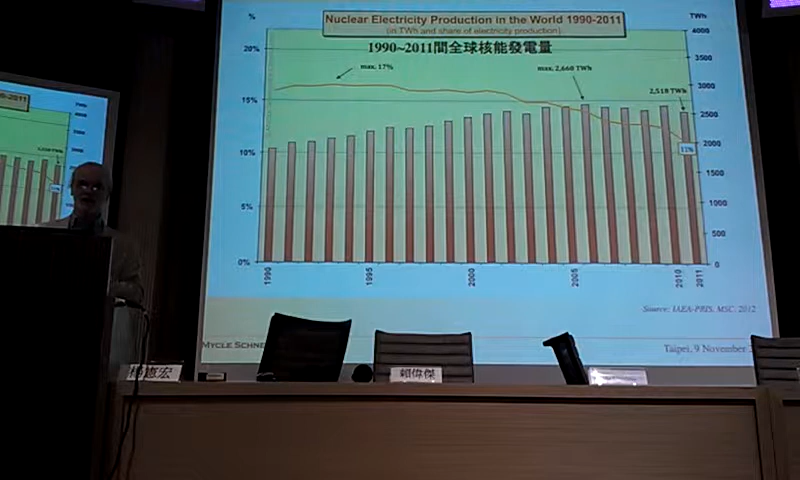 Nuclear Electricity Production in the World 1990-2011
(in TWh and share of electricity production)
1990~2011間全球核能發電量
%
TWh
max. 17%
max. 2,660 TWh
2,518 TWh
20%
15%
10%
5%
0%
4000
3500
3000
2500
2000
1500
1000
500
0
11%
1990
1995
2000
2005
2010
2011
Source: IAEA-PRIS, MSC, 2012
MYCLE SCHNE
Taipei, 9 November
賴偉傑